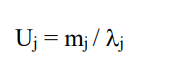 Uj = mj / λj